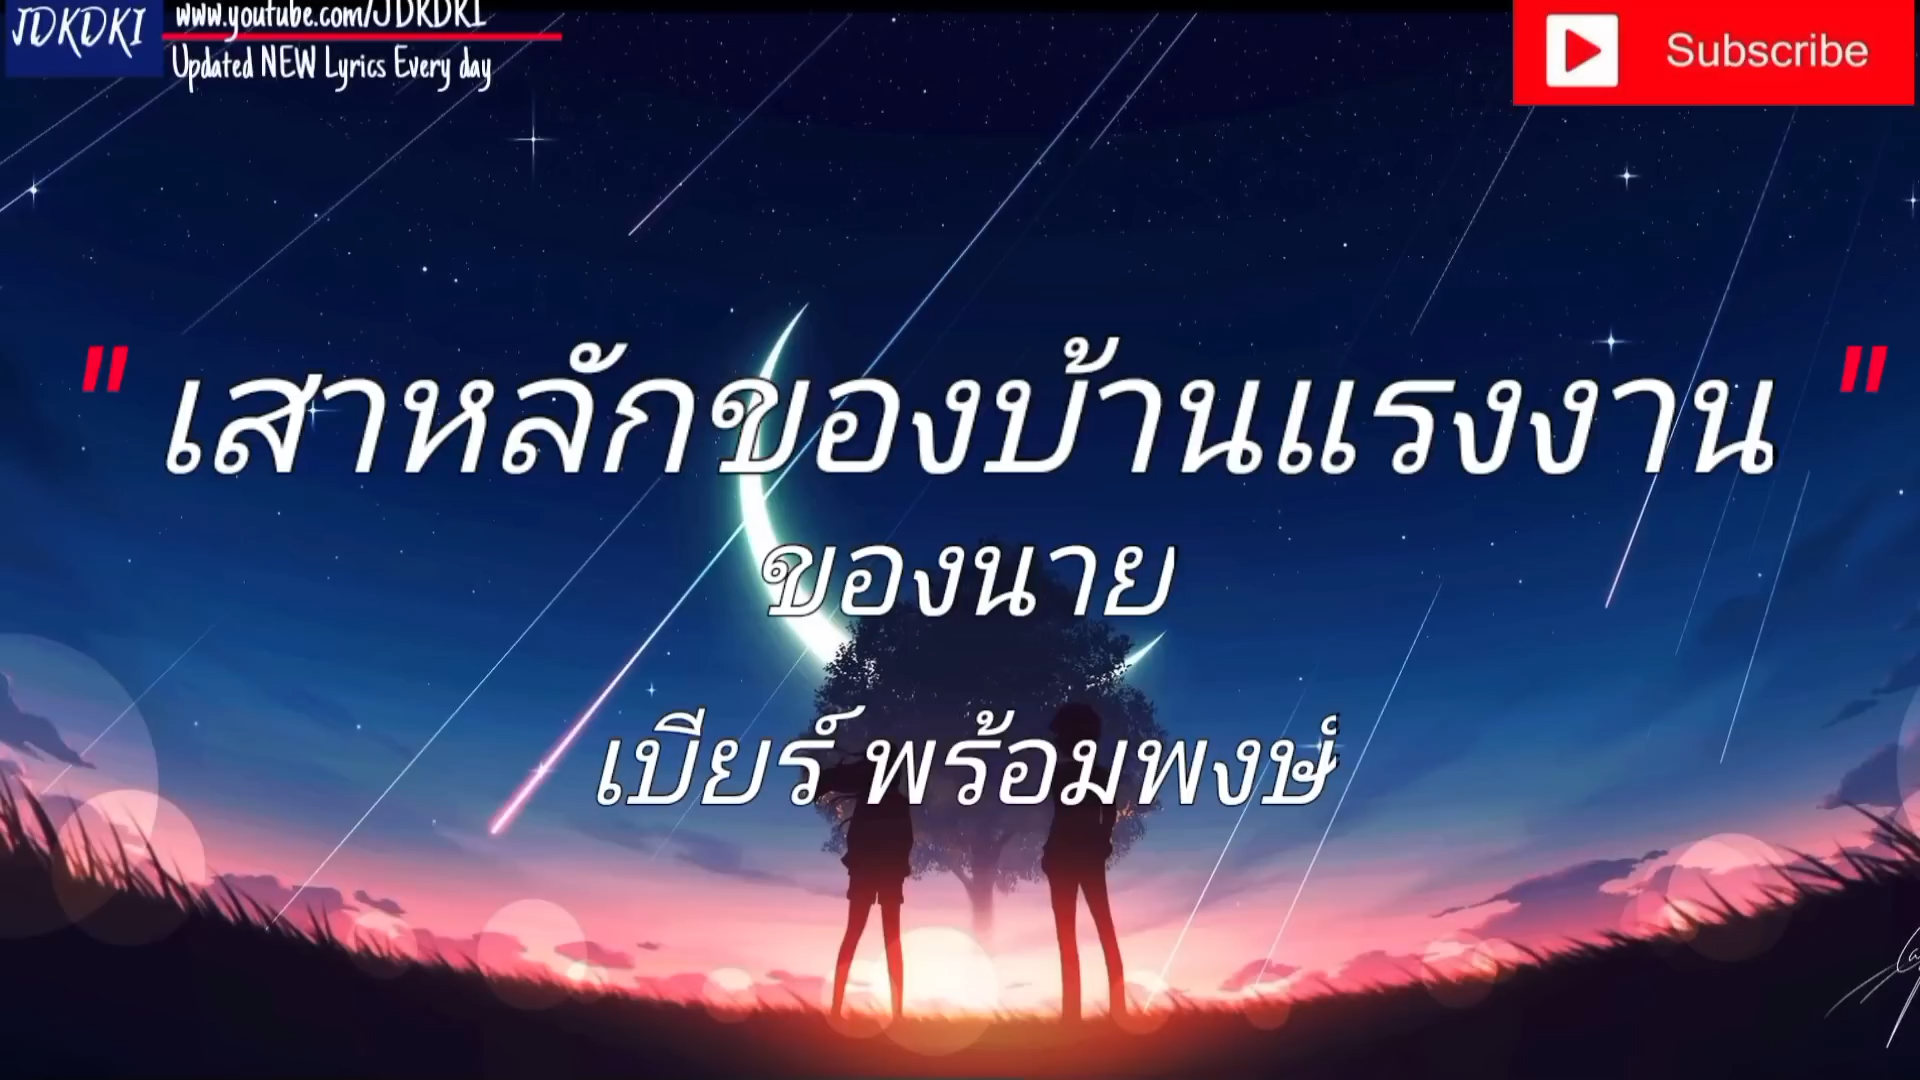 JDKDKI
www.youtube.com/JDKDKI
Updated NEW Lyrics Every day
Subscribe
" เสาหลักของบ้านแรงงาน "
ของนาย
เบียร์ พร้อมพงษ์